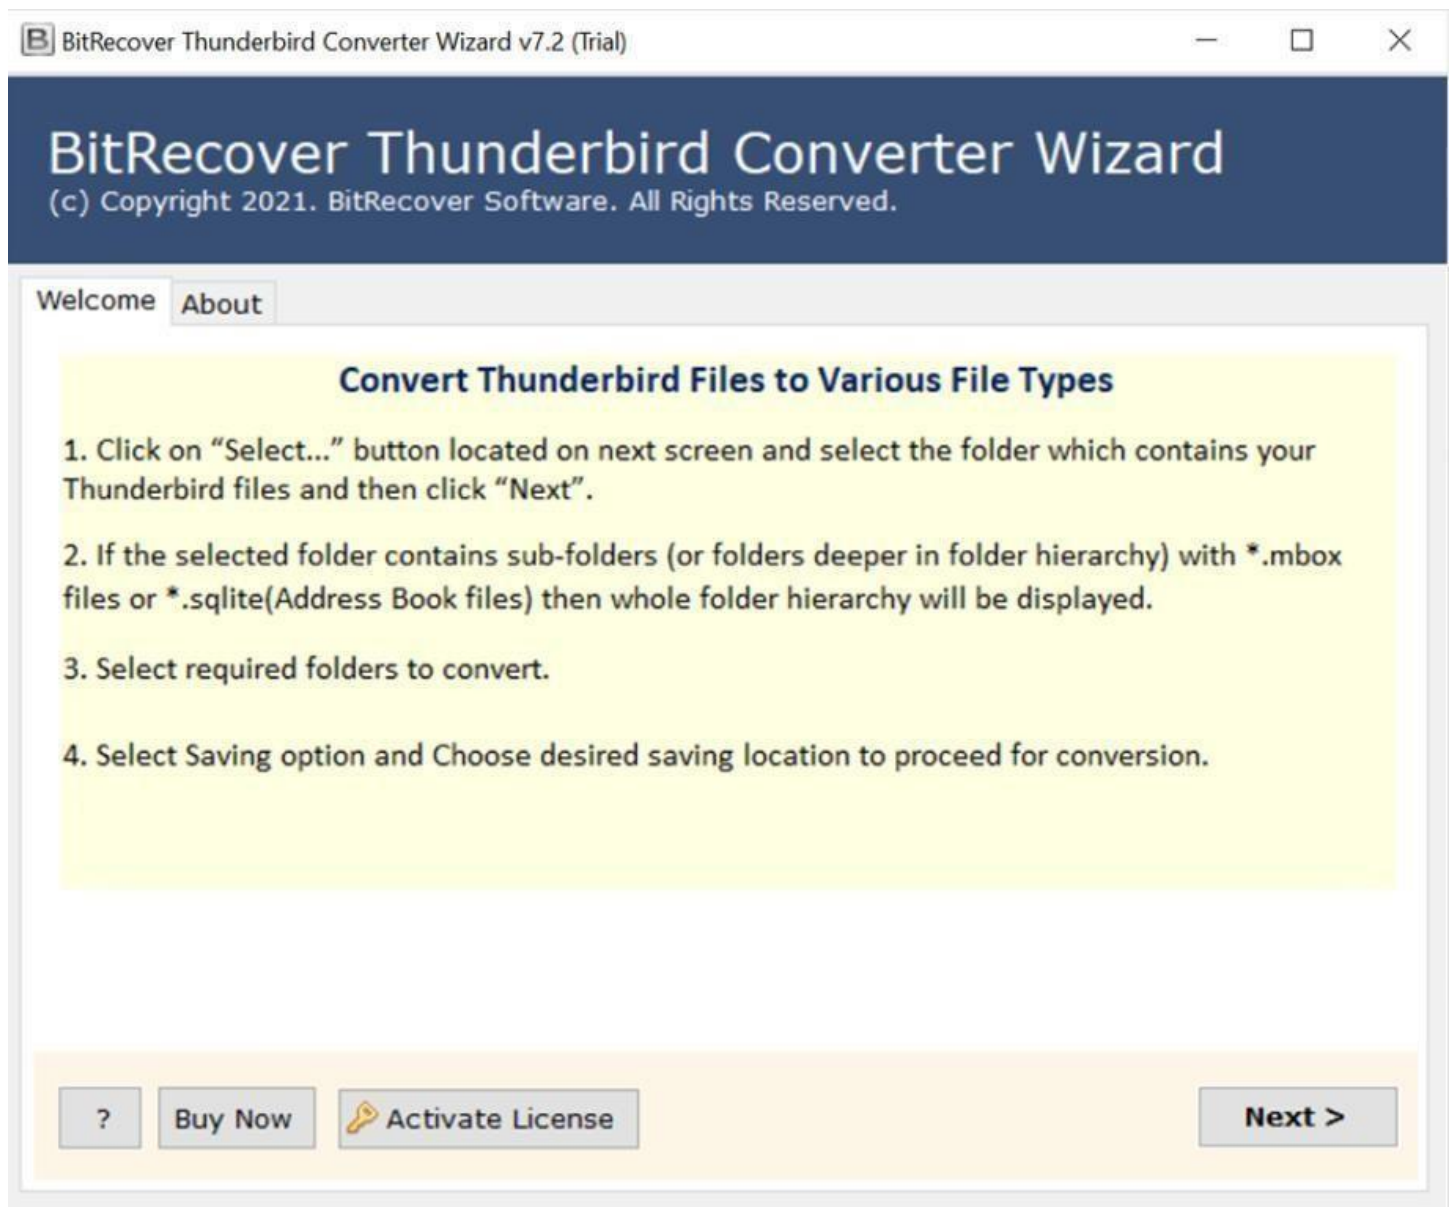 BitRecover Thunderbird Converter Wizard v7.2 (Trial)
BitRecover Thunderbird Converter Wizard
(c) Copyright 2021. BitRecover Software. All Rights Reserved.
Welcome About
Convert Thunderbird Files to Various File Types
1. Click on “Select...” button located on next screen and select the folder which contains your
Thunderbird files and then click “Next”.
2. If the selected folder contains sub-folders (or folders deeper in folder hierarchy) with *.mbox
files or *.sqlite(Address Book files) then whole folder hierarchy will be displayed.
3. Select required folders to convert.
4. Select Saving option and Choose desired saving location to proceed for conversion.
? Buy Now Activate License Next >